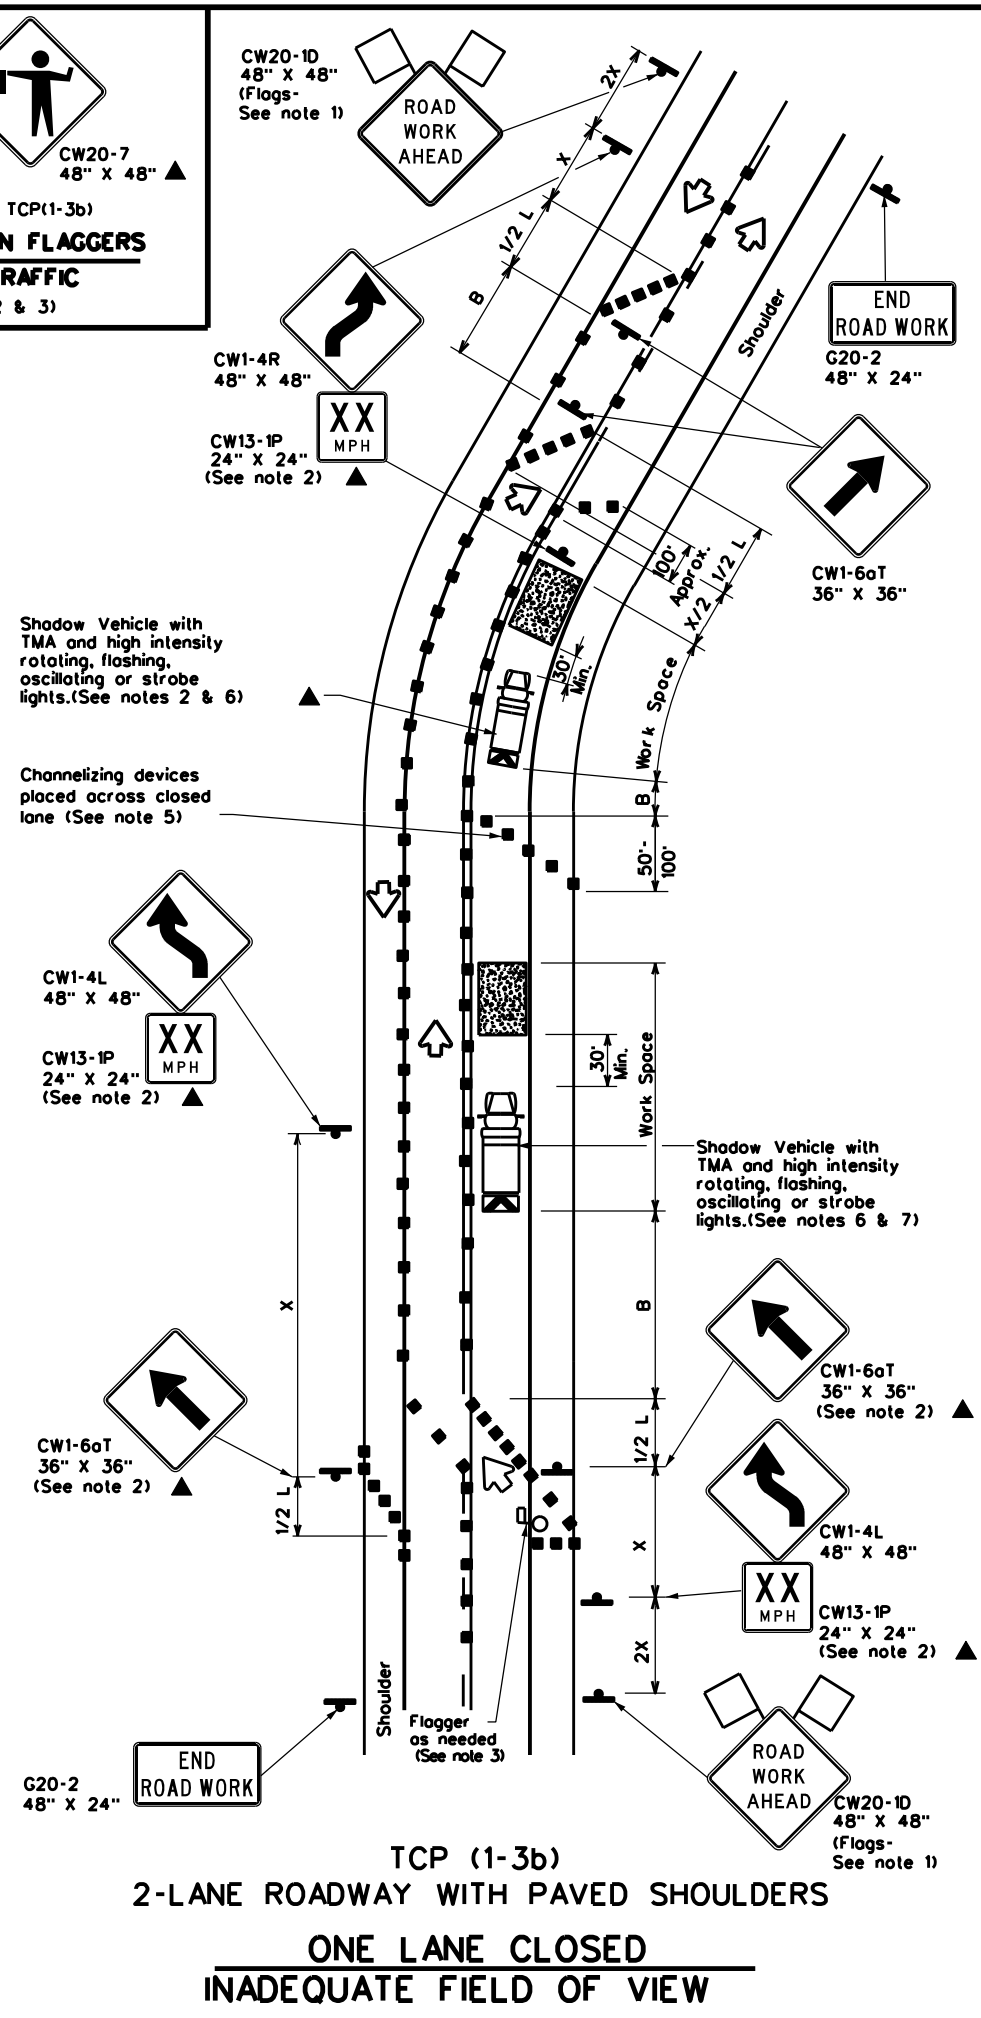 CW20-7
48" X 48"
TCP(1-3b)
N FLAGGERS
RAFFIC
& 3)
CW20-1D
48" X 48"
(Flags-
See note 1)
ROAD
WORK
AHEAD
2X
X
1/2 L
B
CW1-4R
48" X 48"
XX
MPH
CW13-1P
24" X 24"
(See note 2)
Shoulder
END
ROAD WORK
G20-2
48" X 24"
CW1-6aT
36" X 36"
100'
Approx.
1/2 L
X/2
30'
Min.
Work Space
B
50'-
100'
Shadow Vehicle with
TMA and high intensity
rotating, flashing,
oscillating or strobe
lights.(See notes 2 & 6)
Channelizing devices
placed across closed
lane (See note 5)
CW1-4L
48" X 48"
XX
MPH
CW13-1P
24" X 24"
(See note 2)
30'
Min.
Work Space
Shadow Vehicle with
TMA and high intensity
rotating, flashing,
oscillating or strobe
lights.(See notes 6 & 7)
X
B
CW1-6aT
36" X 36"
(See note 2)
1/2 L
CW1-6aT
36" X 36"
(See note 2)
1/2 L
X
CW1-4L
48" X 48"
XX
MPH
CW13-1P
24" X 24"
(See note 2)
2X
Shoulder
Flagger
as needed
(See note 3)
END
ROAD WORK
G20-2
48" X 24"
ROAD
WORK
AHEAD
CW20-1D
48" X 48"
(Flags-
See note 1)
TCP (1-3b)
2-LANE ROADWAY WITH PAVED SHOULDERS
ONE LANE CLOSED
INADEQUATE FIELD OF VIEW